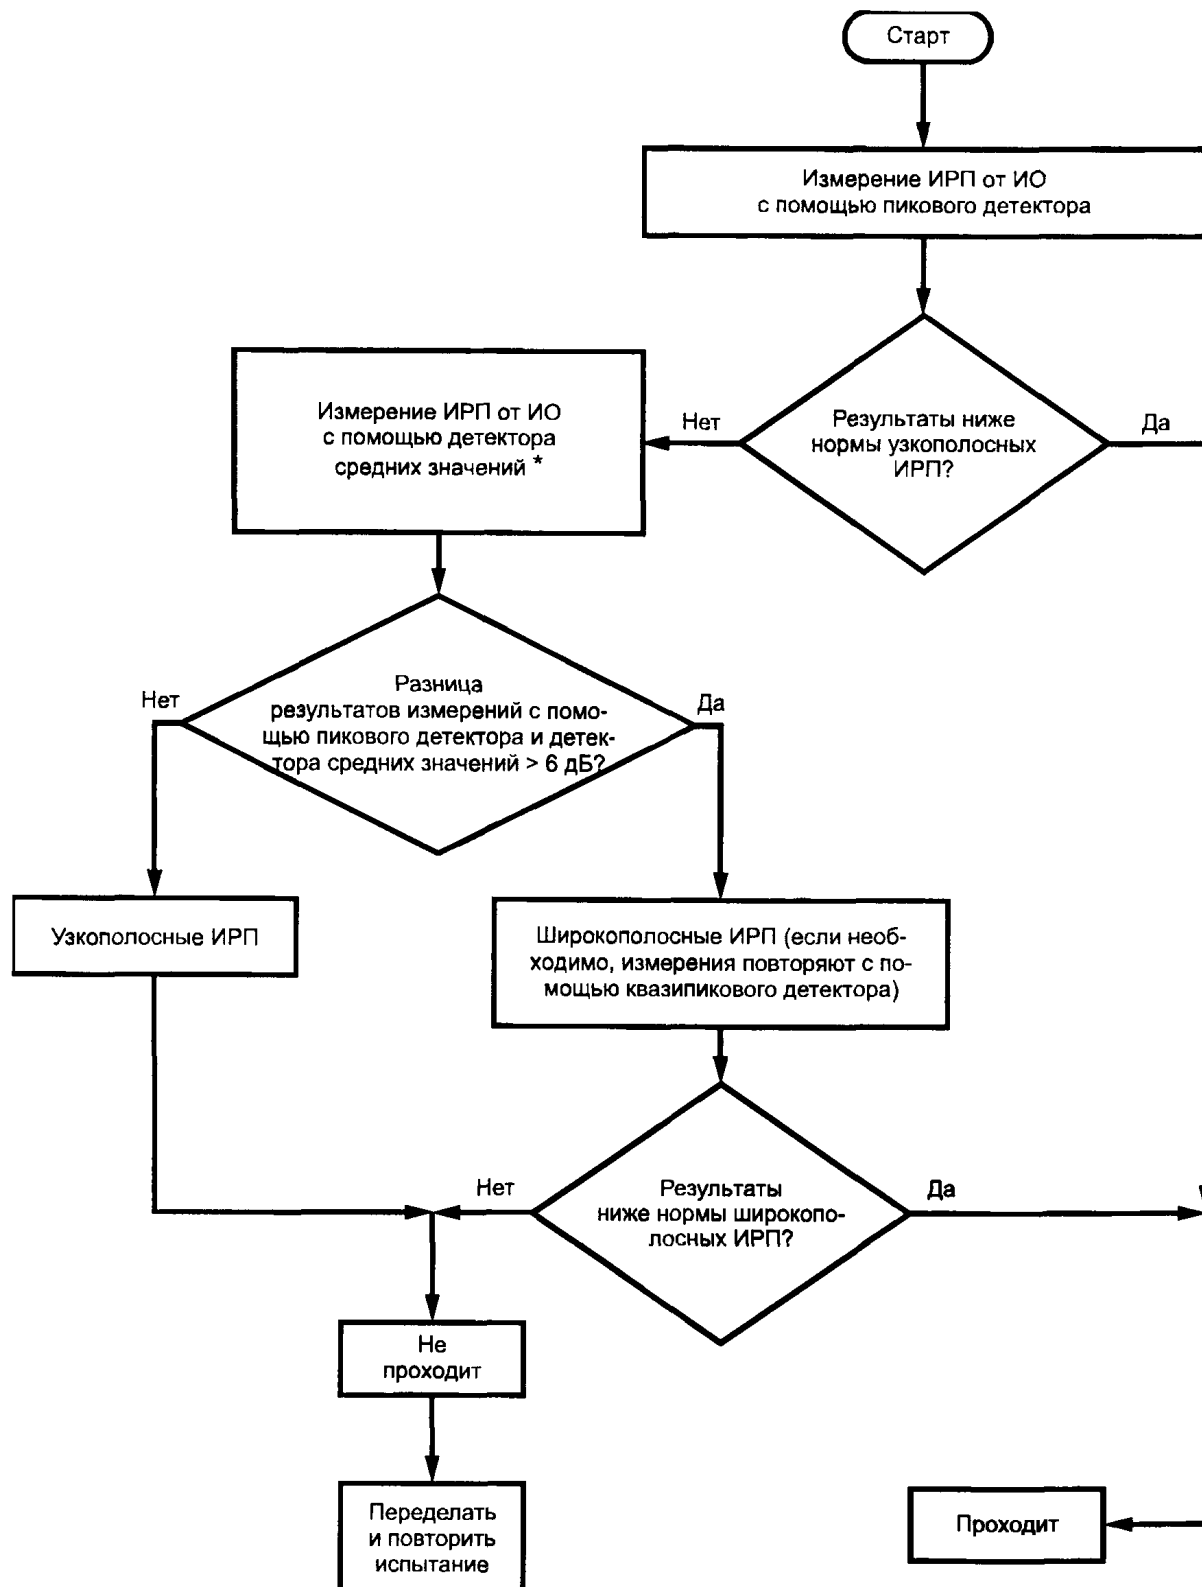 Старт
Измерение ИРП от ИО
с помощью пикового детектора
Результаты ниже
нормы узкополосных
ИРП?
Нет
Да
Измерение ИРП от ИО
с помощью детектора
средних значений *
Разница
результатов измерений с помо-
щью пикового детектора и детек-
тора средних значений > 6 дБ?
Нет
Да
Узкополосные ИРП
Широкополосные ИРП (если необ-
ходимо, измерения повторяют с по-
мощью квазипикового детектора)
Результаты
ниже нормы широкопо-
лосных ИРП?
Нет
Да
Не
проходит
Переделать
и повторить
испытание
Проходит